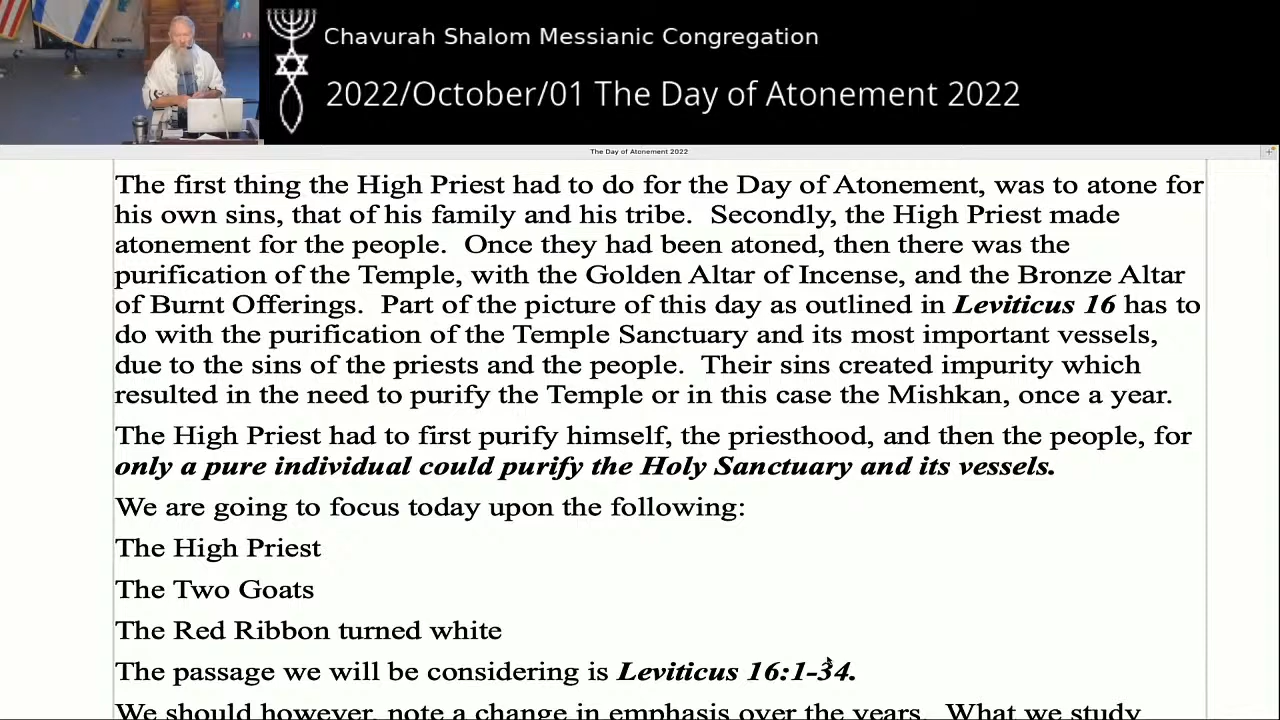 Chavurah Shalom Messianic Congregation
2022/October/01 The Day of Atonement 2022
The Day of Atonement 2022
The first thing the High Priest had to do for the Day of Atonement, was to atone for
his own sins, that of his family and his tribe.  Secondly, the High Priest made
atonement for the people.  Once they had been atoned, then there was the
purification of the Temple, with the Golden Altar of Incense, and the Bronze Altar
of Burnt Offerings.  Part of the picture of this day as outlined in Leviticus 16 has to
do with the purification of the Temple Sanctuary and its most important vessels,
due to the sins of the priests and the people.  Their sins created impurity which
resulted in the need to purify the Temple or in this case the Mishkan, once a year.
The High Priest had to first purify himself, the priesthood, and then the people, for
only a pure individual could purify the Holy Sanctuary and its vessels.
We are going to focus today upon the following:
The High Priest
The Two Goats
The Red Ribbon turned white
The passage we will be considering is Leviticus 16:1-34.
We should however, note a change in emphasis over the years.  What we study